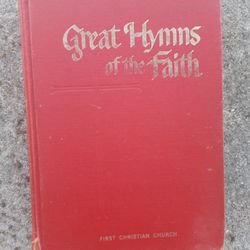 Great Hymns
of the Faith
FIRST CHRISTIAN CHURCH